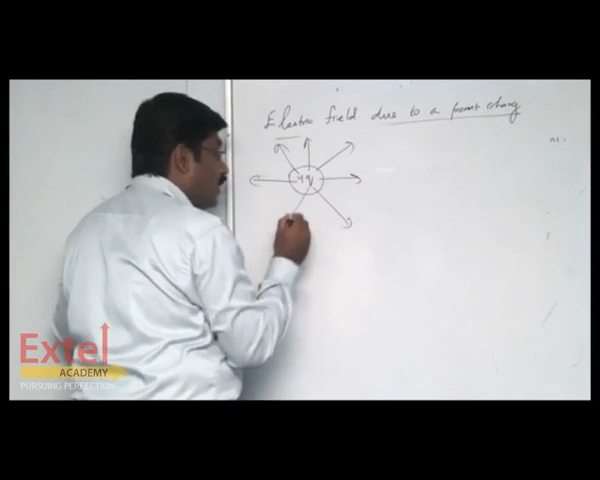 Electric field due to a point charg
+q
Extel
ACADEMY
PURSUING PERFECTION